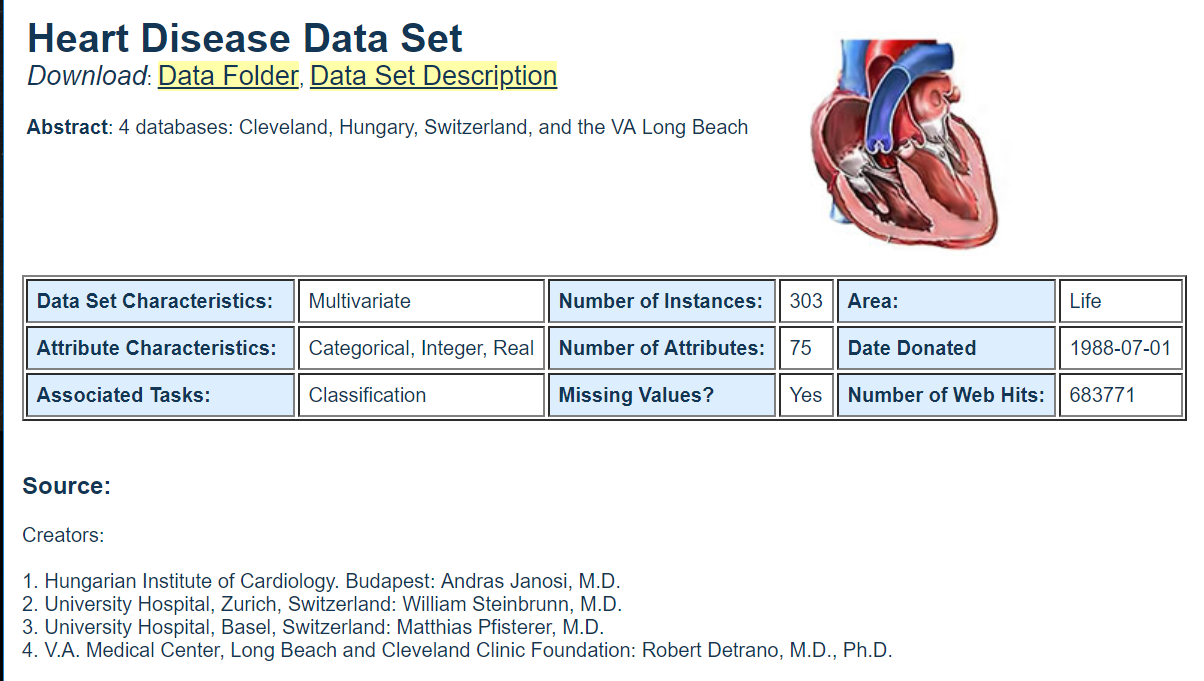 Heart Disease Data Set
Download: Data Folder, Data Set Description
Abstract: 4 databases: Cleveland, Hungary, Switzerland, and the VA Long Beach
Data Set Characteristics: Multivariate Number of Instances: 303 Area: Life
Attribute Characteristics: Categorical, Integer, Real Number of Attributes: 75 Date Donated 1988-07-01
Associated Tasks: Classification Missing Values? Yes Number of Web Hits: 683771
Source:
Creators:
1. Hungarian Institute of Cardiology. Budapest: Andras Janosi, M.D.
2. University Hospital, Zurich, Switzerland: William Steinbrunn, M.D.
3. University Hospital, Basel, Switzerland: Matthias Pfisterer, M.D.
4. V.A. Medical Center, Long Beach and Cleveland Clinic Foundation: Robert Detrano, M.D., Ph.D.